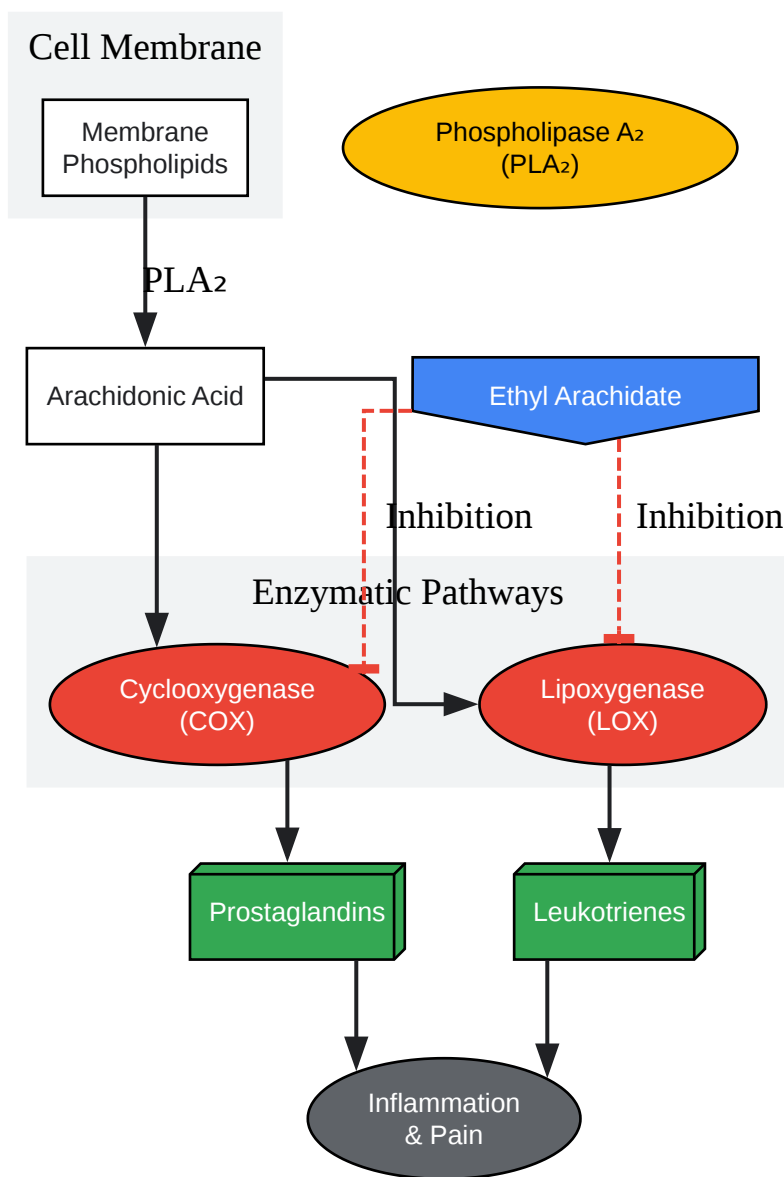 Cell Membrane
Membrane
Phospholipids
Phospholipase A₂
(PLA₂)
PLA₂
Arachidonic Acid
Ethyl Arachidate
Inhibition
Inhibition
Enzymatic Pathways
Cyclooxygenase
(COX)
Lipoxygenase
(LOX)
Prostaglandins
Leukotrienes
Inflammation
& Pain